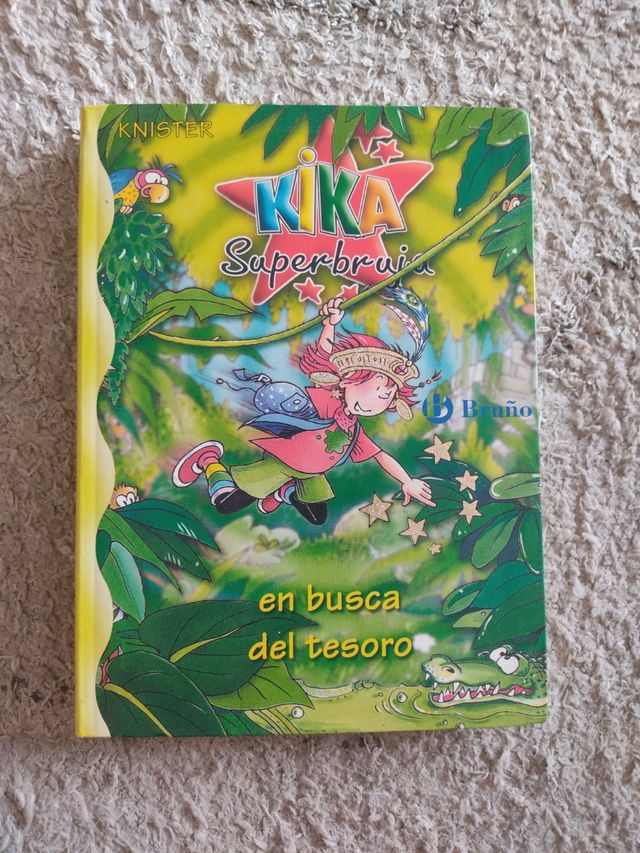 KNISTER
KiKA
Superbruja
B Bruño
en busca
del tesoro